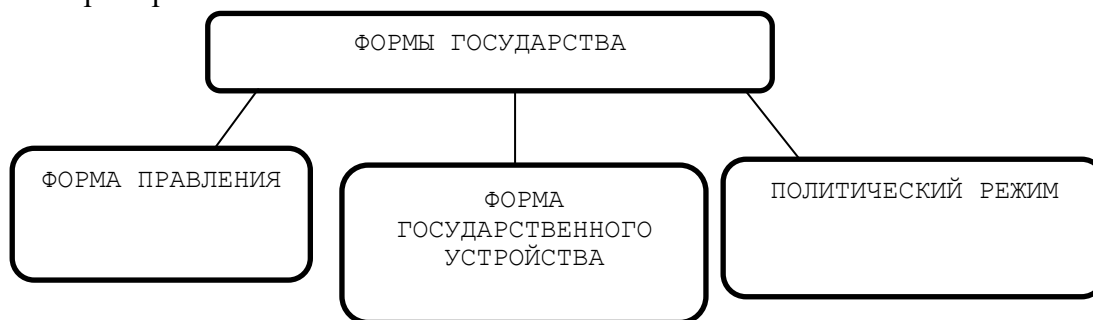 ФОРМЫ ГОСУДАРСТВА
ФОРМА ПРАВЛЕНИЯ
ФОРМА
ГОСУДАРСТВЕННОГО
УСТРОЙСТВА
ПОЛИТИЧЕСКИЙ РЕЖИМ